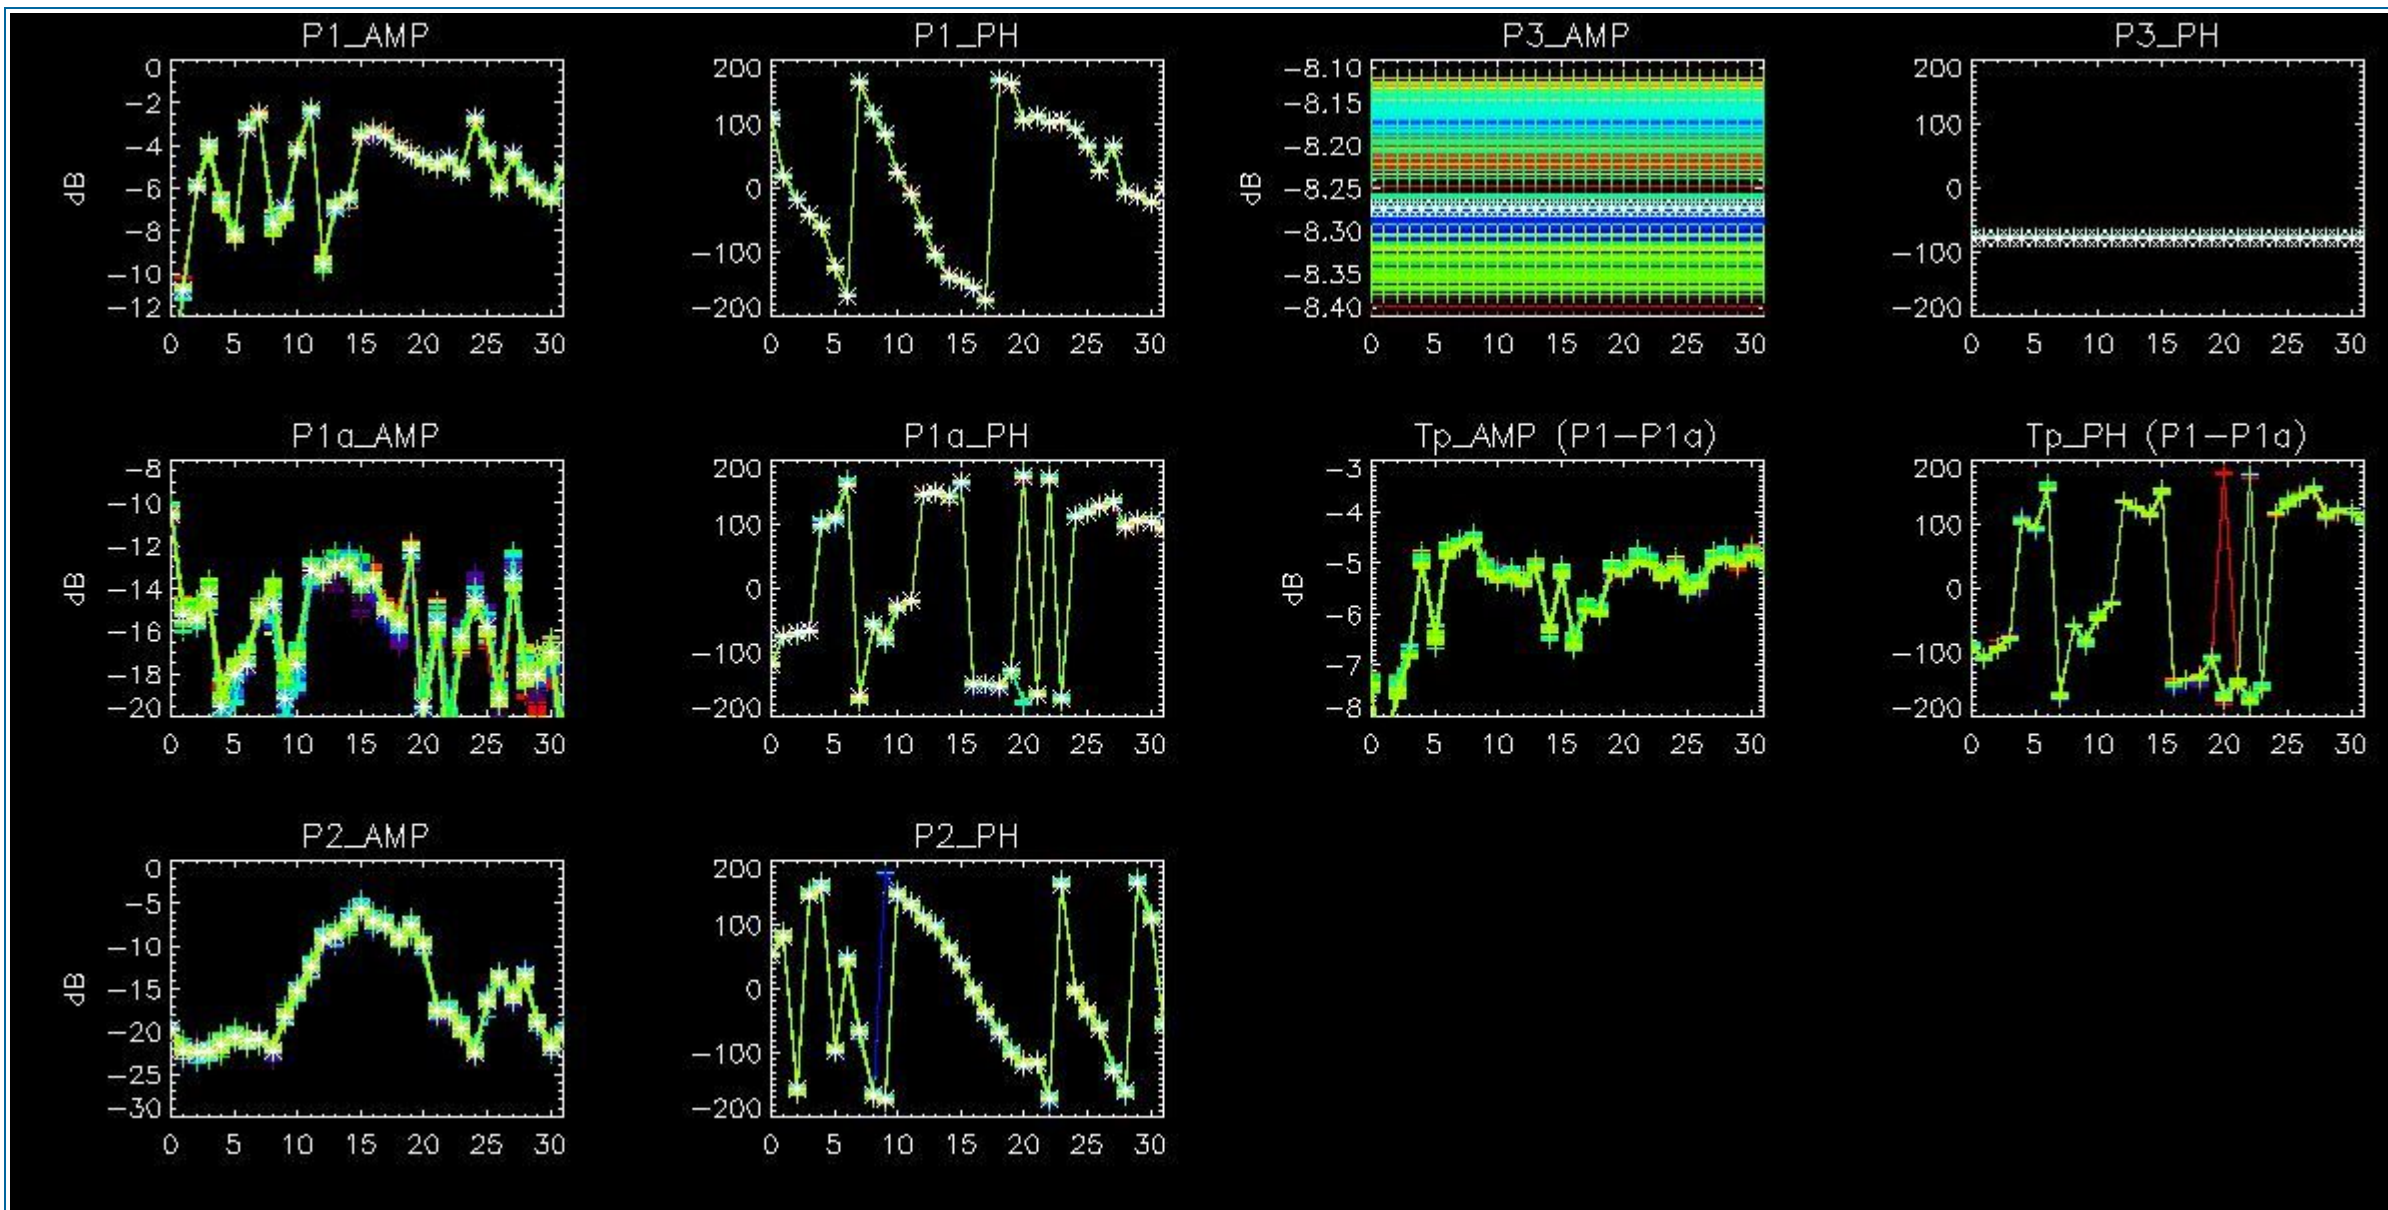 P1_AMP
P1_PH
P3_AMP
P3_PH
0
−2
−4
−6
−8
−10
−12
dB
0 5 10 15 20 25 30
200
100
0
−100
−200
0 5 10 15 20 25 30
−8.10
−8.15
−8.20
−8.25
−8.30
−8.35
−8.40
dB
0 5 10 15 20 25 30
200
100
0
−100
−200
0 5 10 15 20 25 30
P1a_AMP
P1a_PH
Tp_AMP (P1−P1a)
Tp_PH (P1−P1a)
−8
−10
−12
−14
−16
−18
−20
dB
0 5 10 15 20 25 30
200
100
0
−100
−200
0 5 10 15 20 25 30
−3
−4
−5
−6
−7
−8
dB
0 5 10 15 20 25 30
200
100
0
−100
−200
0 5 10 15 20 25 30
P2_AMP
P2_PH
0
−5
−10
−15
−20
−25
−30
dB
0 5 10 15 20 25 30
200
100
0
−100
−200
0 5 10 15 20 25 30